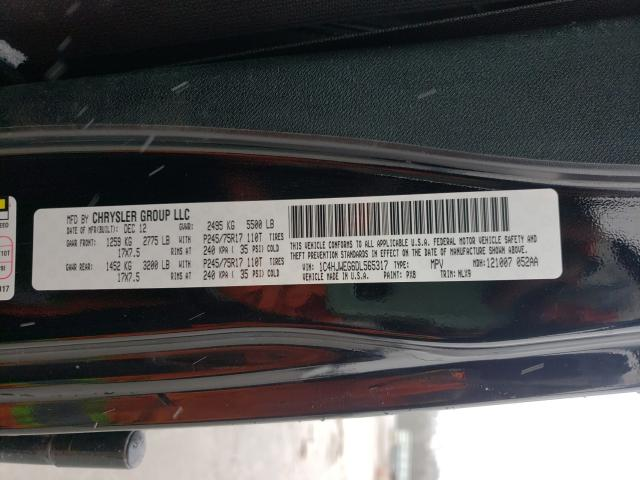 MFD BY CHRYSLER GROUP LLC
DATE OF MFR(BUILT): DEC 12 GVWR: 2495 KG 5500 LB
GAWR FRONT: 1259 KG 2775 LB WITH P245/75R17 110T TIRES
17X7.5 RIMS AT 240 KPA ( 35 PSI) COLD
GAWR REAR: 1452 KG 3200 LB WITH P245/75R17 110T TIRES
17X7.5 RIMS AT 240 KPA ( 35 PSI) COLD
THIS VEHICLE CONFORMS TO ALL APPLICABLE U.S.A. FEDERAL MOTOR VEHICLE SAFETY, BUMPER, AND
THEFT PREVENTION STANDARDS IN EFFECT ON THE DATE OF MANUFACTURE SHOWN ABOVE.
VIN: 1C4HJWEG6DL565317 TYPE: MPV MDH: 121007 052AA
VEHICLE MADE IN U.S.A. PAINT: PXB TRIM: MLX9
EED
10T
317